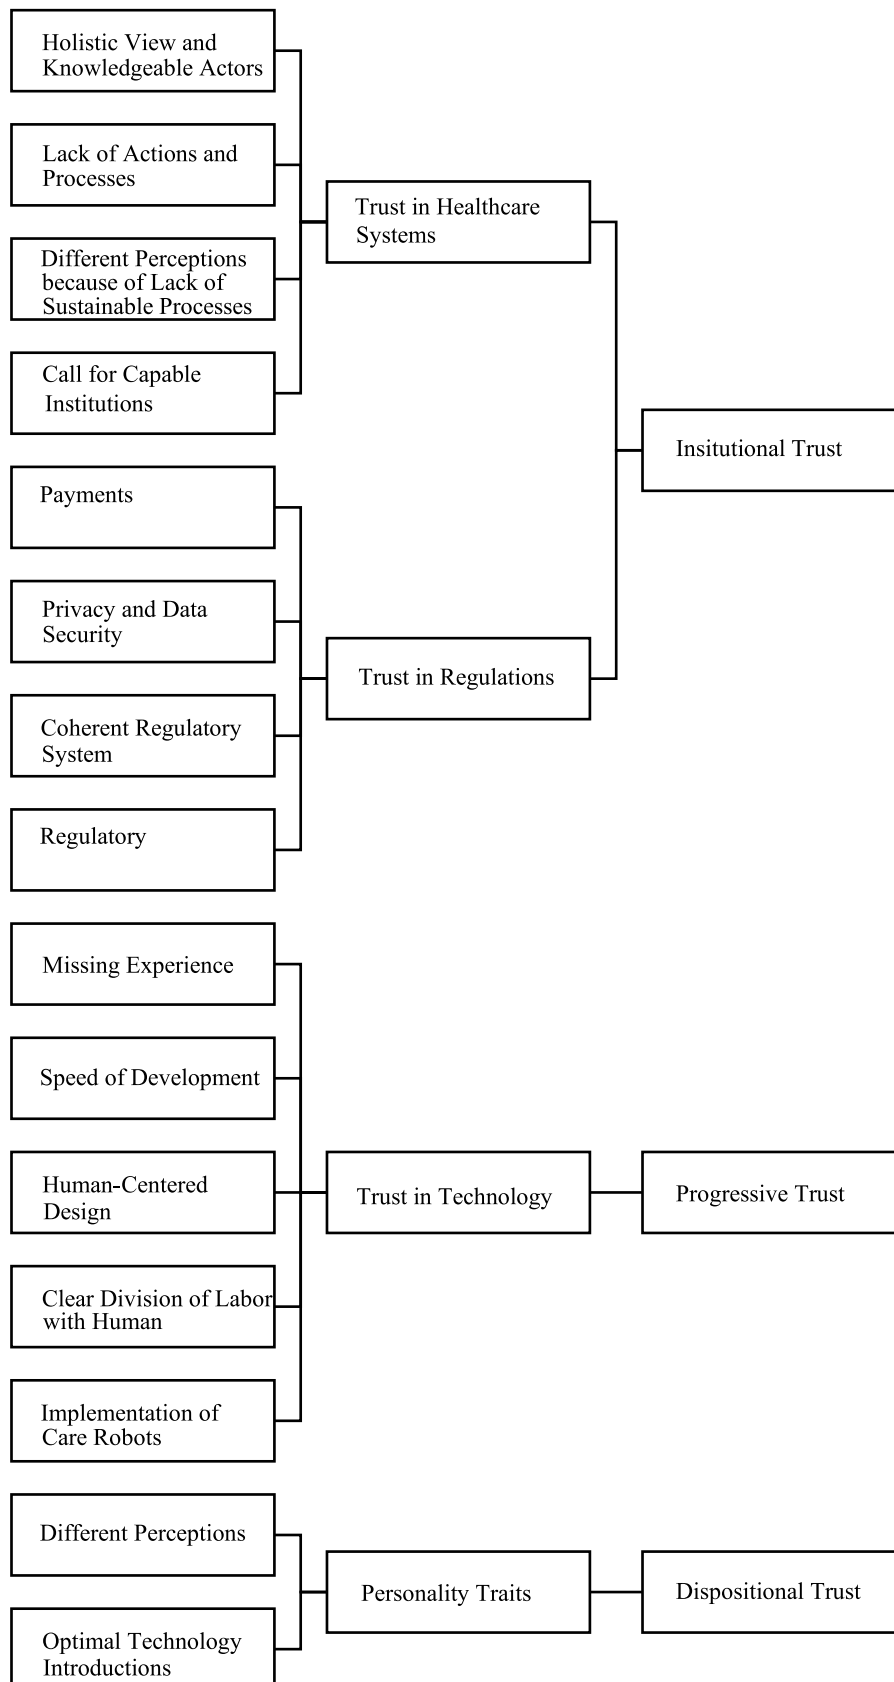 Holistic View and
Knowledgeable Actors
Lack of Actions and
Processes
Different Perceptions
because of Lack of
Sustainable Processes
Call for Capable
Institutions
Trust in Healthcare
Systems
Payments
Privacy and Data
Security
Coherent Regulatory
System
Regulatory
Trust in Regulations
Insitutional Trust
Missing Experience
Speed of Development
Human-Centered
Design
Clear Division of Labor
with Human
Implementation of
Care Robots
Trust in Technology
Progressive Trust
Different Perceptions
Optimal Technology
Introductions
Personality Traits
Dispositional Trust